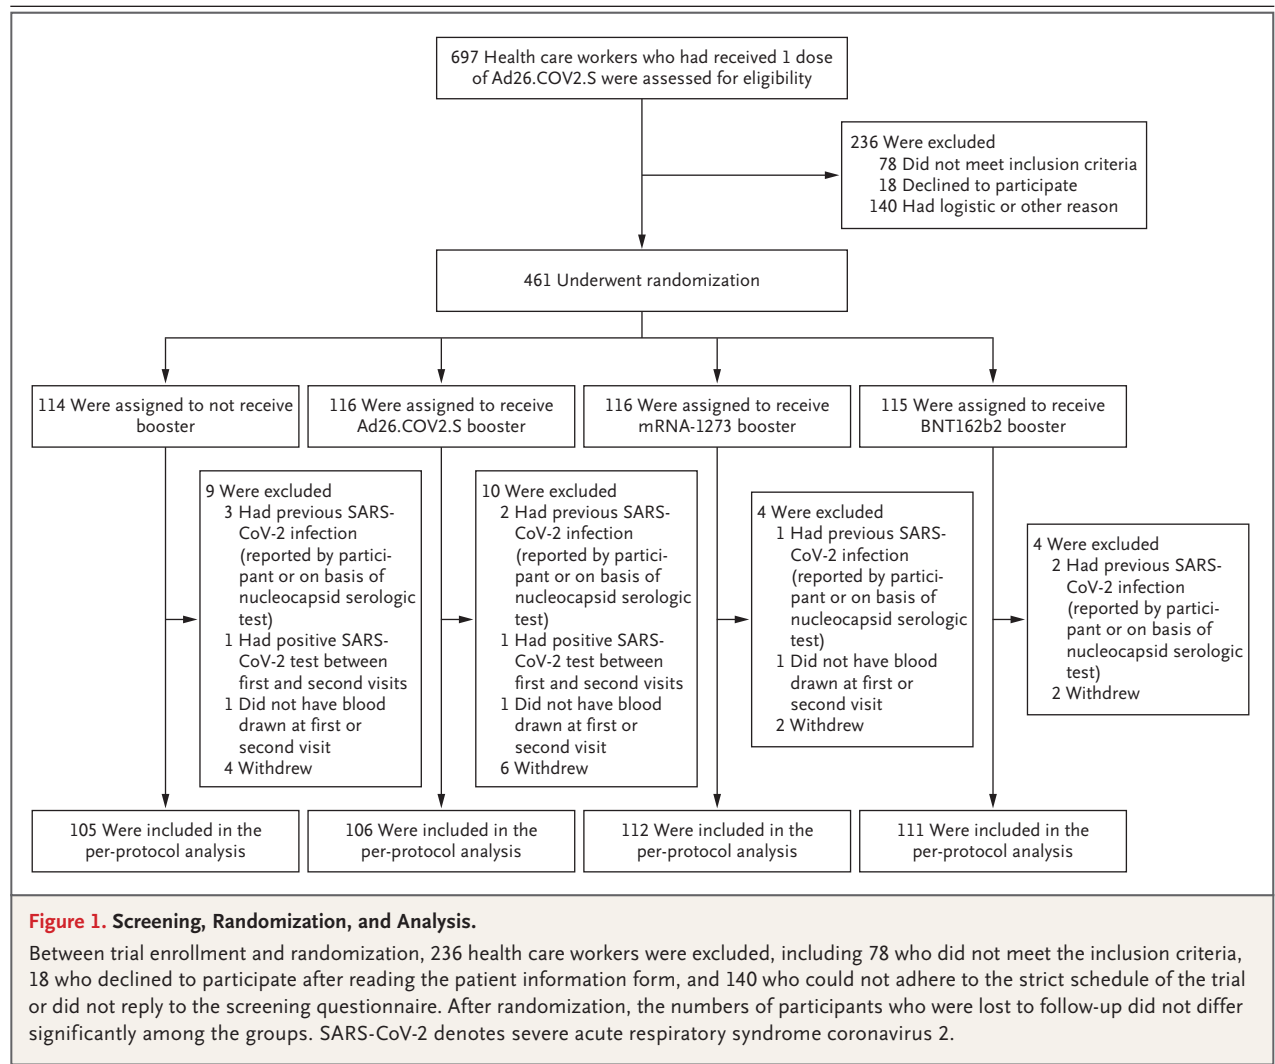 697 Health care workers who had received 1 dose
of Ad26.COV2.S were assessed for eligibility
236 Were excluded
78 Did not meet inclusion criteria
18 Declined to participate
140 Had logistic or other reason
461 Underwent randomization
114 Were assigned to not receive
booster
116 Were assigned to receive
Ad26.COV2.S booster
116 Were assigned to receive
mRNA-1273 booster
115 Were assigned to receive
BNT162b2 booster
9 Were excluded
3 Had previous SARS-
CoV-2 infection
(reported by partici-
pant or on basis of
nucleocapsid serologic
test)
1 Had positive SARS-
CoV-2 test between
first and second visits
1 Did not have blood
drawn at first or
second visit
4 Withdrew
10 Were excluded
2 Had previous SARS-
CoV-2 infection
(reported by partici-
pant or on basis of
nucleocapsid serologic
test)
1 Had positive SARS-
CoV-2 test between
first and second visits
1 Did not have blood
drawn at first or
second visit
6 Withdrew
4 Were excluded
1 Had previous SARS-
CoV-2 infection
(reported by partici-
pant or on basis of
nucleocapsid serologic
test)
1 Did not have blood
drawn at first or
second visit
2 Withdrew
4 Were excluded
2 Had previous SARS-
CoV-2 infection
(reported by partici-
pant or on basis of
nucleocapsid serologic
test)
2 Withdrew
105 Were included in the
per-protocol analysis
106 Were included in the
per-protocol analysis
112 Were included in the
per-protocol analysis
111 Were included in the
per-protocol analysis
Figure 1. Screening, Randomization, and Analysis.
Between trial enrollment and randomization, 236 health care workers were excluded, including 78 who did not meet the inclusion criteria,
18 who declined to participate after reading the patient information form, and 140 who could not adhere to the strict schedule of the trial
or did not reply to the screening questionnaire. After randomization, the numbers of participants who were lost to follow-up did not differ
significantly among the groups. SARS-CoV-2 denotes severe acute respiratory syndrome coronavirus 2.